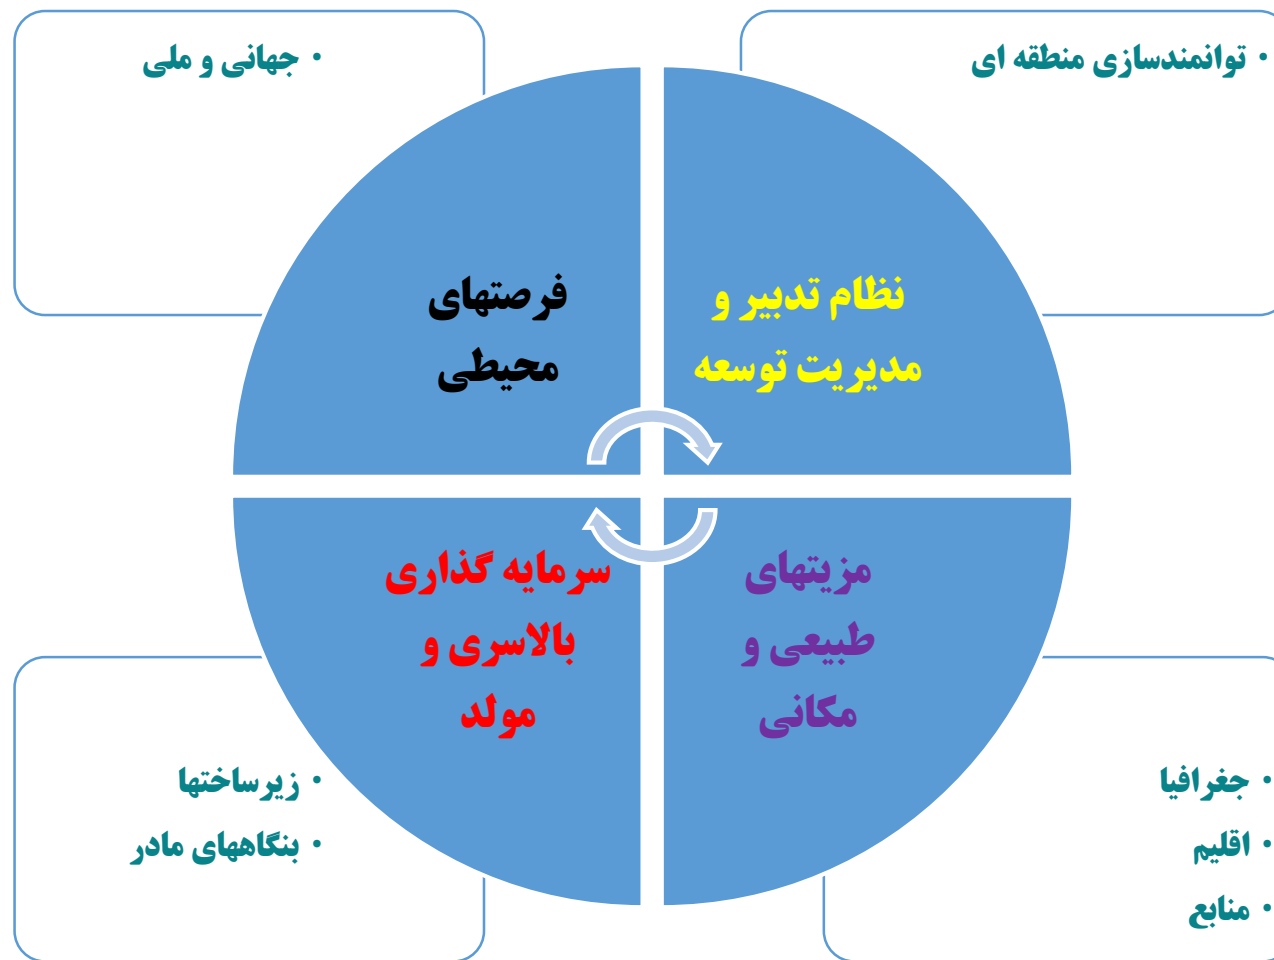 • توانمندسازی منطقه ای
• جهانی و ملی
نظام تدبیر و
مدیریت توسعه
فرصتهای
محیطی
مزیتهای
طبیعی و
مکانی
سرمایه گذاری
بالاسری و
مولد
• جغرافیا
• اقلیم
• منابع
• زیرساختها
• بنگاههای مادر